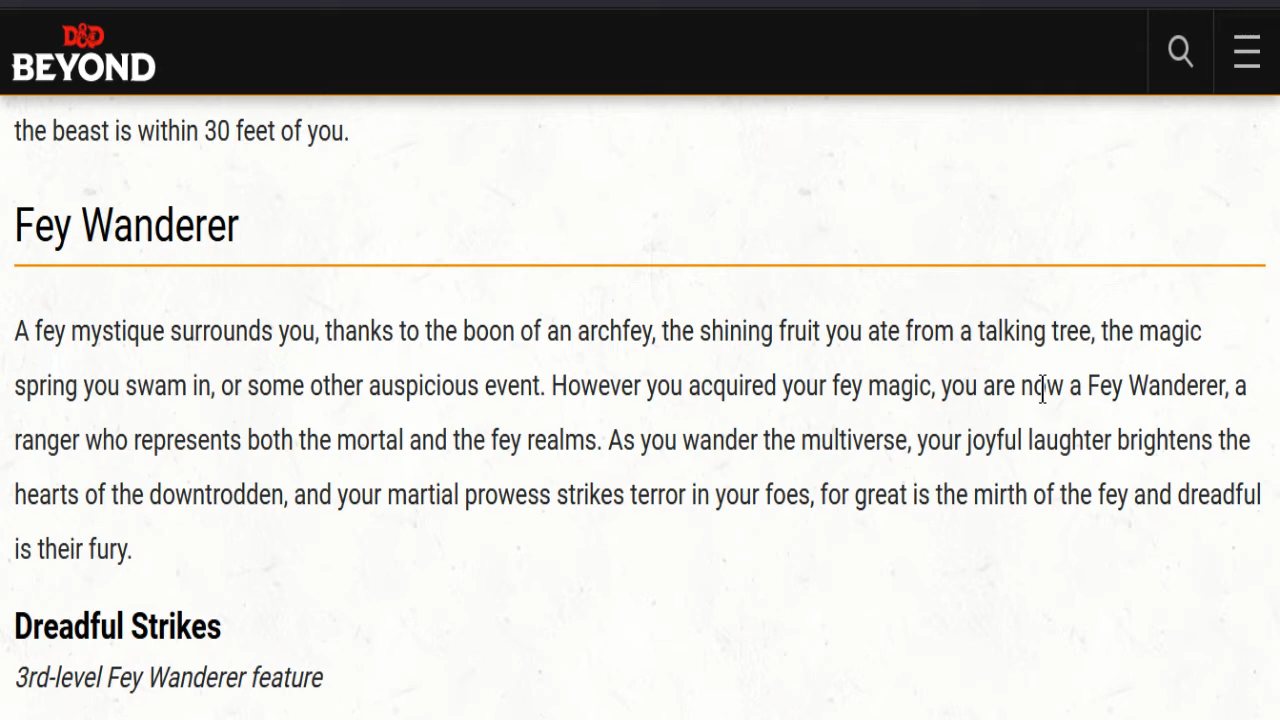 D&D
BEYOND
the beast is within 30 feet of you.
Fey Wanderer
A fey mystique surrounds you, thanks to the boon of an archfey, the shining fruit you ate from a talking tree, the magic
spring you swam in, or some other auspicious event. However you acquired your fey magic, you are now a Fey Wanderer, a
ranger who represents both the mortal and the fey realms. As you wander the multiverse, your joyful laughter brightens the
hearts of the downtrodden, and your martial prowess strikes terror in your foes, for great is the mirth of the fey and dreadful
is their fury.
Dreadful Strikes
3rd-level Fey Wanderer feature